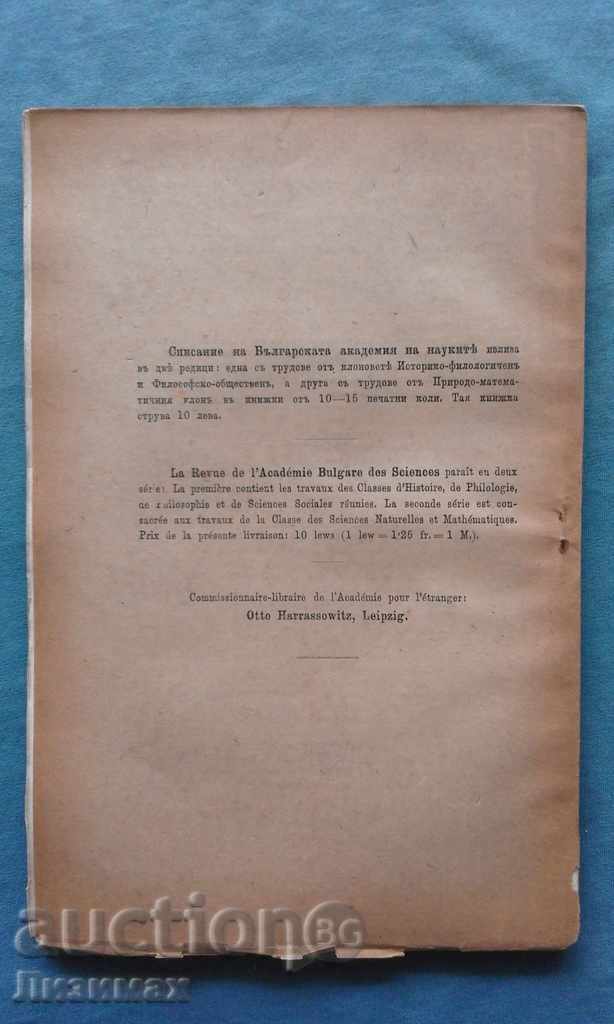 Списание на Българската академия на наукитѣ излиза
въ двѣ редици: една съ трудове отъ клоноветѣ Историко-филологиченъ
и Философско-общественъ, а друга съ трудове отъ Природо-матема-
тичния клонъ въ книжки отъ 10—15 печатни коли. Тая книжка
струва 10 лева.
La Revue de l'Académie Bulgare des Sciences paraît en deux
série: La première contient les travaux des Classes d'Histoire, de Philologie,
de Philosophie et de Sciences Sociales réunies. La seconde série est con-
sacrée aux travaux de la Classe des Sciences Naturelles et Mathématiques.
Prix de la présente livraison: 10 lews (1 lew = 1·25 fr. = 1 M.).
Commissionnaire-libraire de l'Académie pour l'étranger:
Otto Harrassowitz, Leipzig.
auction BG
Лизимах